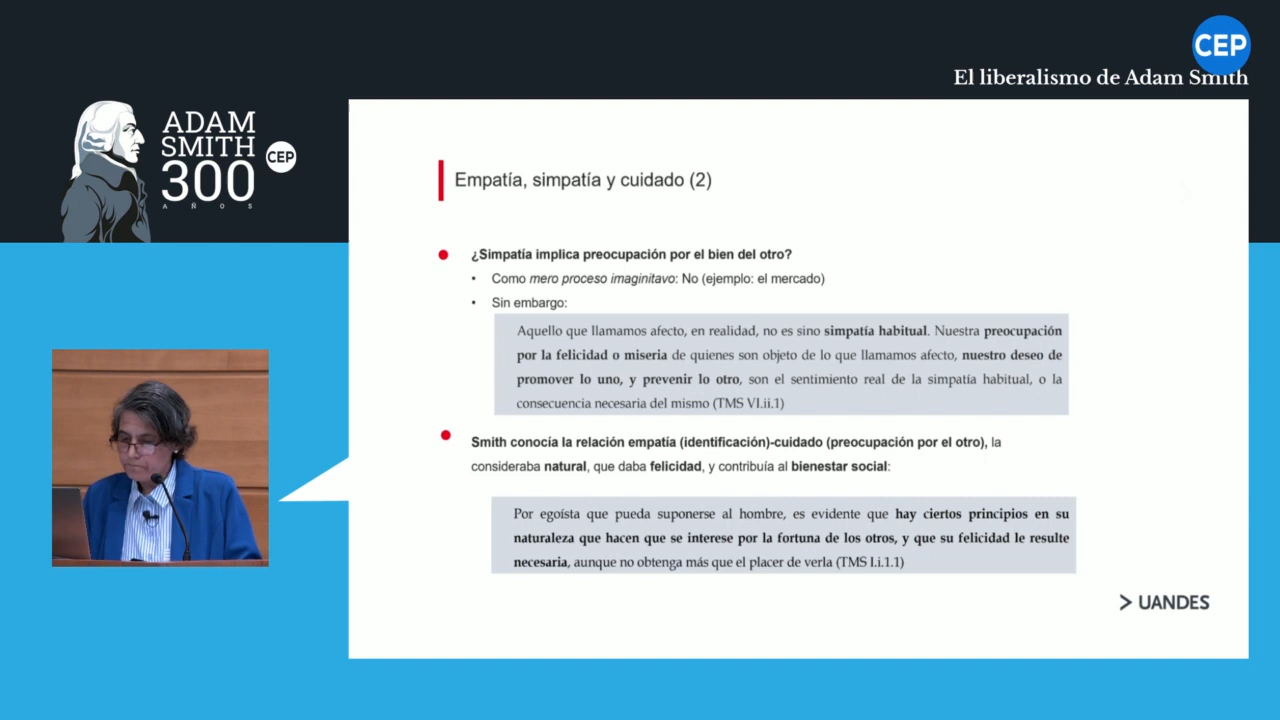 CEP
El liberalismo de Adam Smith
ADAM
SMITH
300
AÑOS
CEP
Empatía, simpatía y cuidado (2)
¿Simpatía implica preocupación por el bien del otro?
Como mero proceso imaginitavo: No (ejemplo: el mercado)
Sin embargo:
Aquello que llamamos afecto, en realidad, no es sino simpatía habitual. Nuestra preocupación
por la felicidad o miseria de quienes son objeto de lo que llamamos afecto, nuestro deseo de
promover lo uno, y prevenir lo otro, son el sentimiento real de la simpatía habitual, o la
consecuencia necesaria del mismo (TMS VI.ii.1)
Smith conocía la relación empatía (identificación)-cuidado (preocupación por el otro), la
consideraba natural, que daba felicidad, y contribuía al bienestar social:
Por egoísta que pueda suponerse al hombre, es evidente que hay ciertos principios en su
naturaleza que hacen que se interese por la fortuna de los otros, y que su felicidad le resulte
necesaria, aunque no obtenga más que el placer de verla (TMS I.i.1.1)
> UANDES